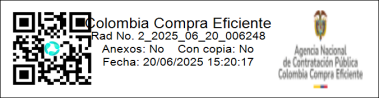 Colombia Compra Eficiente
Rad No. 2_2025_06_20_006248
Anexos: No Con copia: No
Fecha: 20/06/2025 15:20:17
Agencia Nacional
de Contratación Pública
Colombia Compra Eficiente